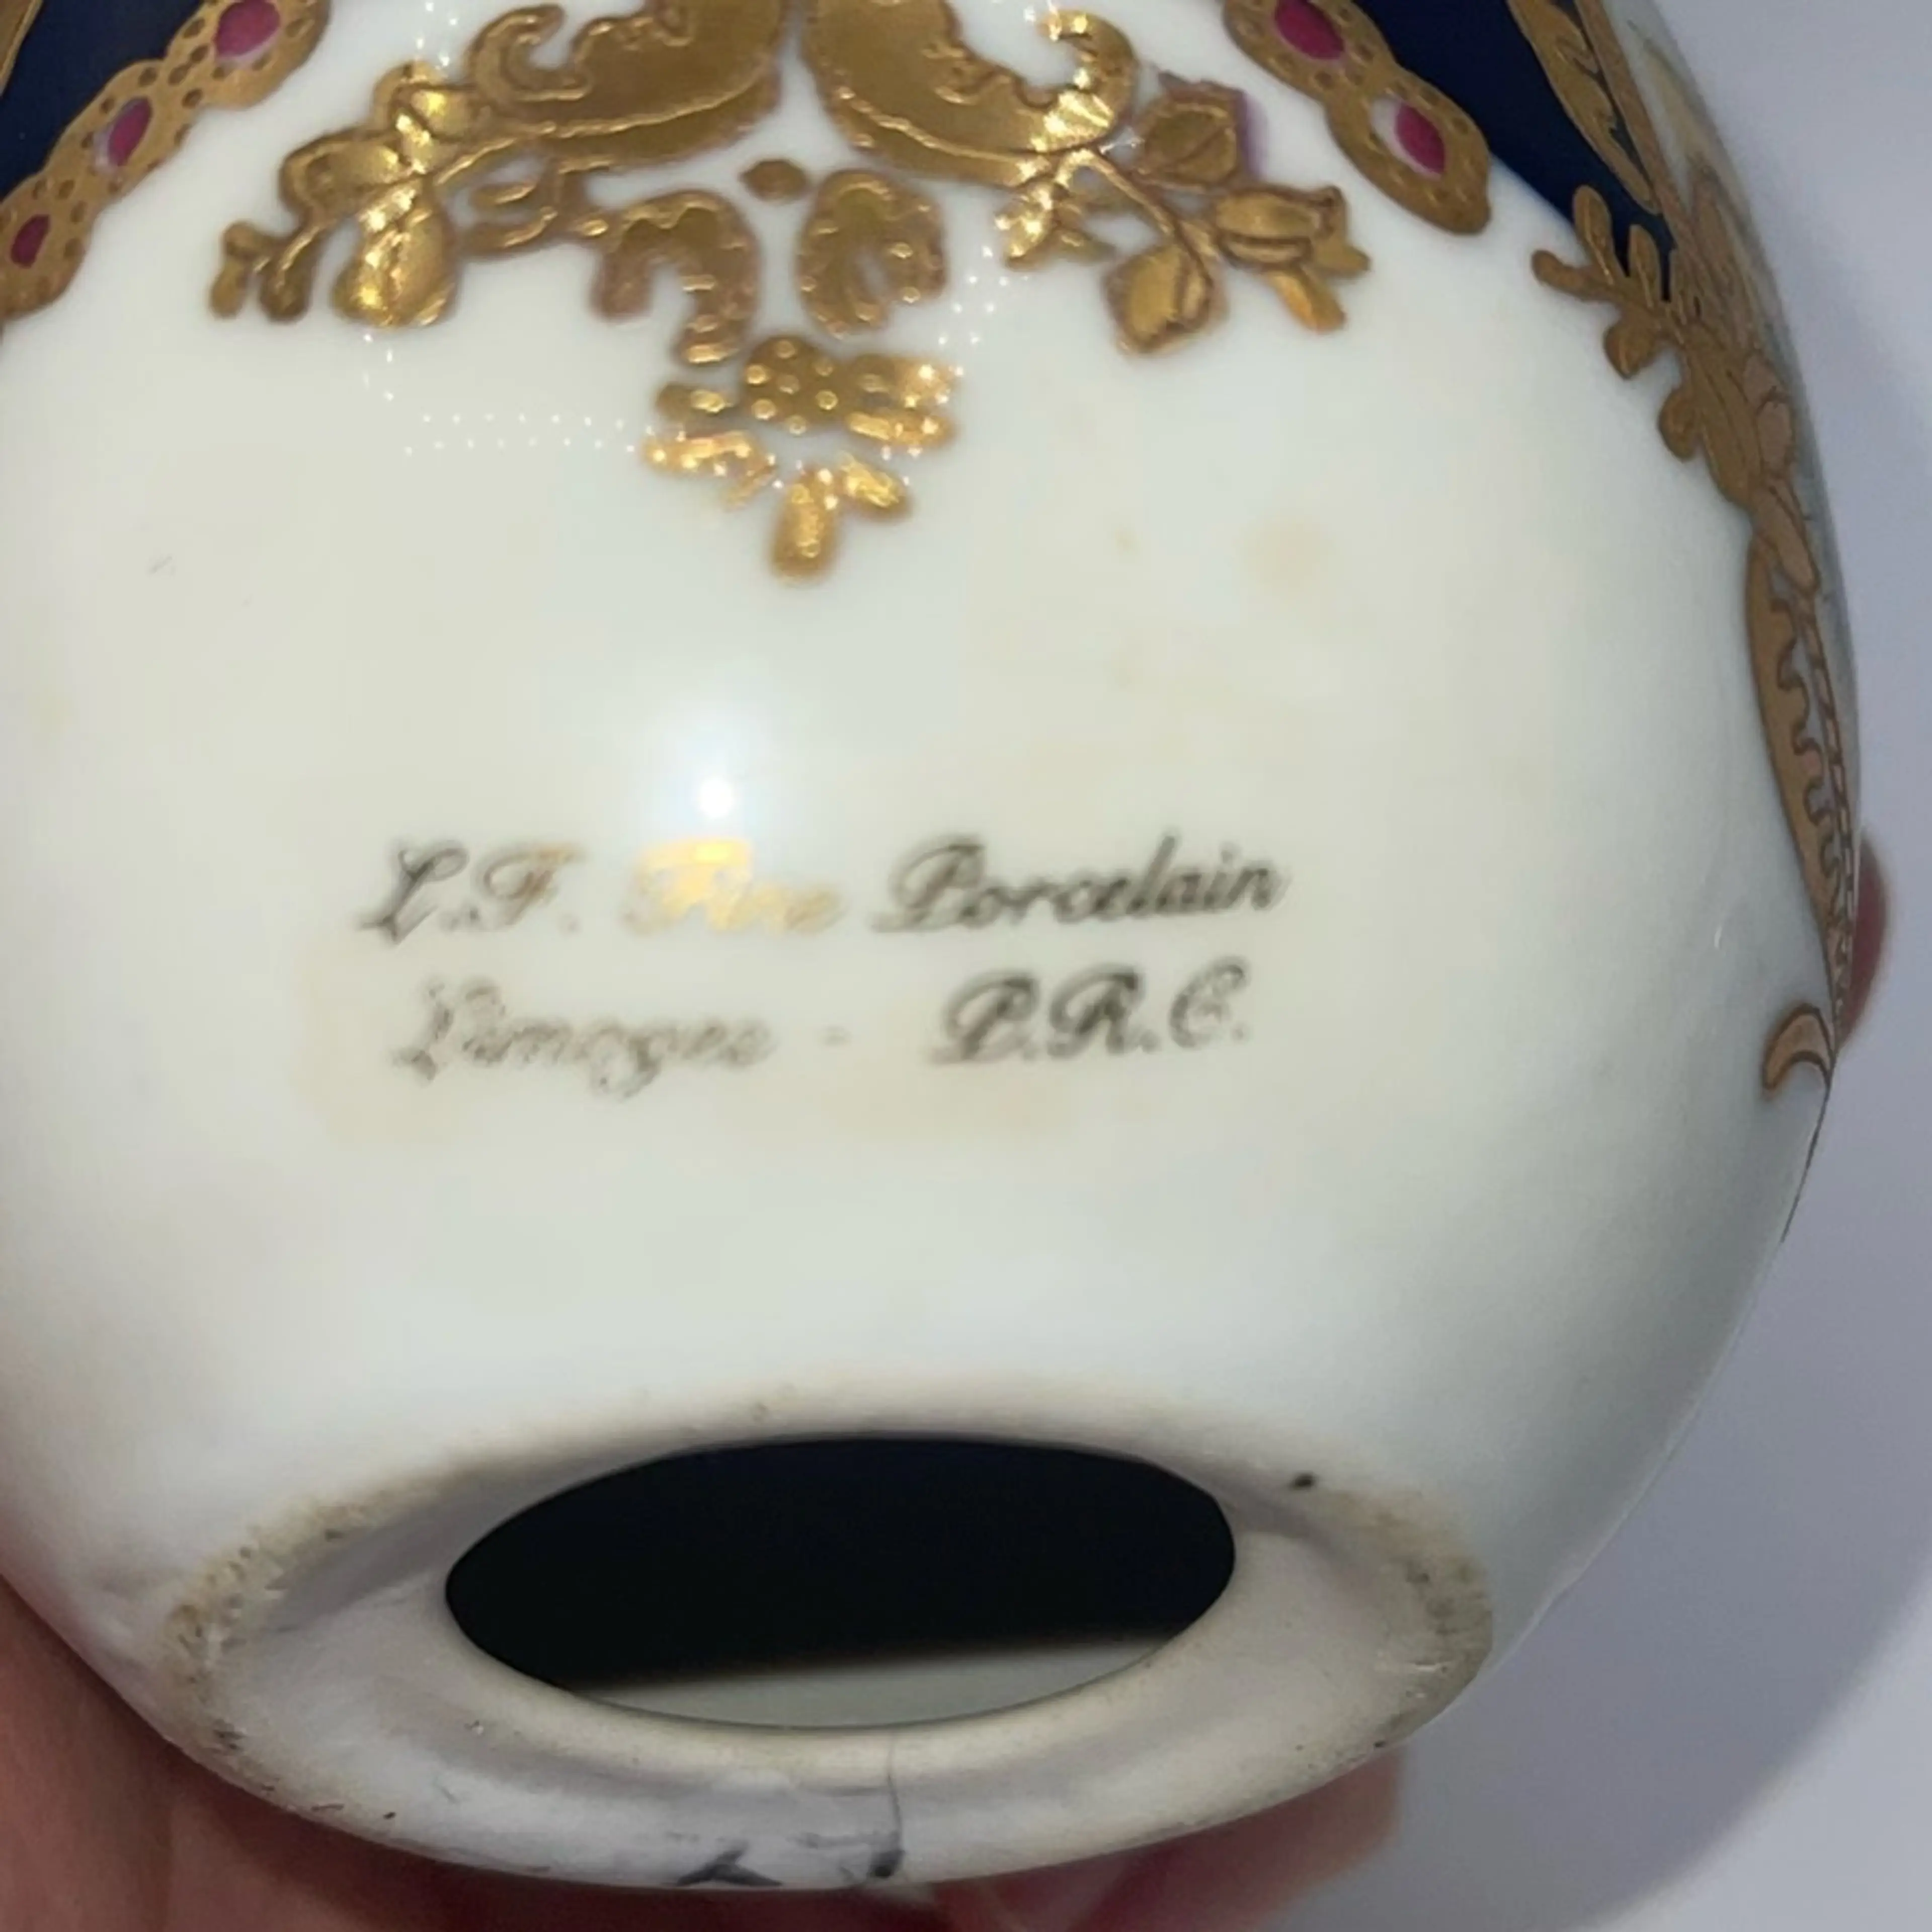 L.F. Fine Porcelain
Limoges - P.R.C.